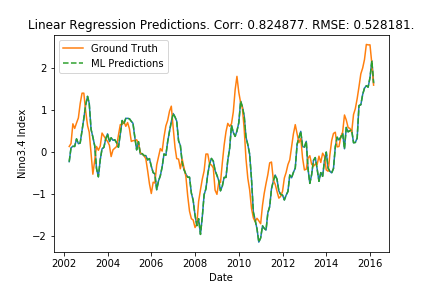 Linear Regression Predictions. Corr: 0.824877. RMSE: 0.528181.
Ground Truth
ML Predictions
Nino3.4 Index
2
1
0
−1
−2
2002 2004 2006 2008 2010 2012 2014 2016
Date